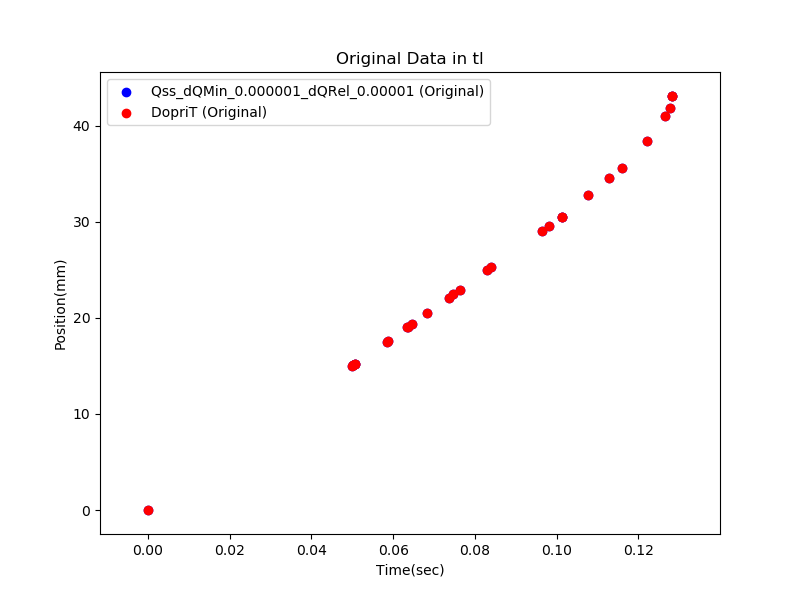 Original Data in tl
Qss_dQMin_0.000001_dQRel_0.00001 (Original)
DopriT (Original)
Position(mm)
40
30
20
10
0
0.00 0.02 0.04 0.06 0.08 0.10 0.12
Time(sec)